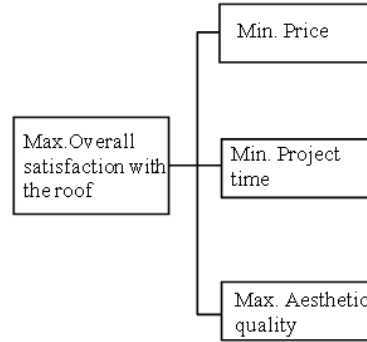 Min. Price
Max.Overall
satisfaction with
the roof
Min. Project
time
Max. Aesthetic
quality